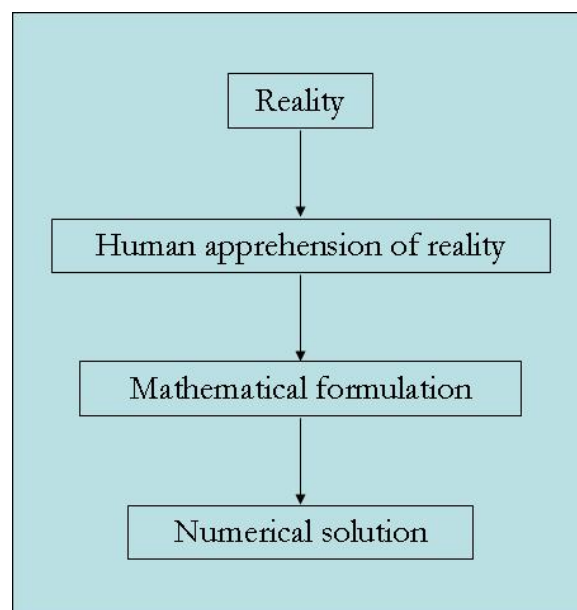 Reality
Human apprehension of reality
Mathematical formulation
Numerical solution